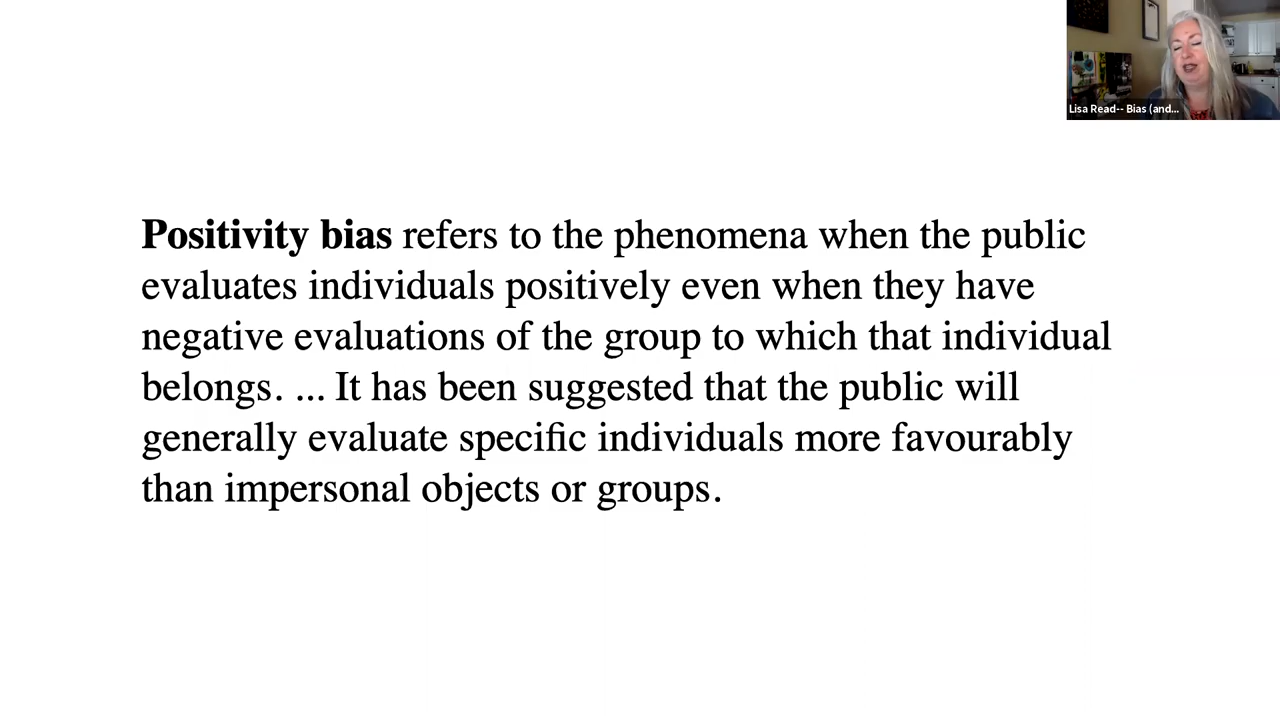 Lisa Read-- Bias (and...
Positivity bias refers to the phenomena when the public
evaluates individuals positively even when they have
negative evaluations of the group to which that individual
belongs. ... It has been suggested that the public will
generally evaluate specific individuals more favourably
than impersonal objects or groups.